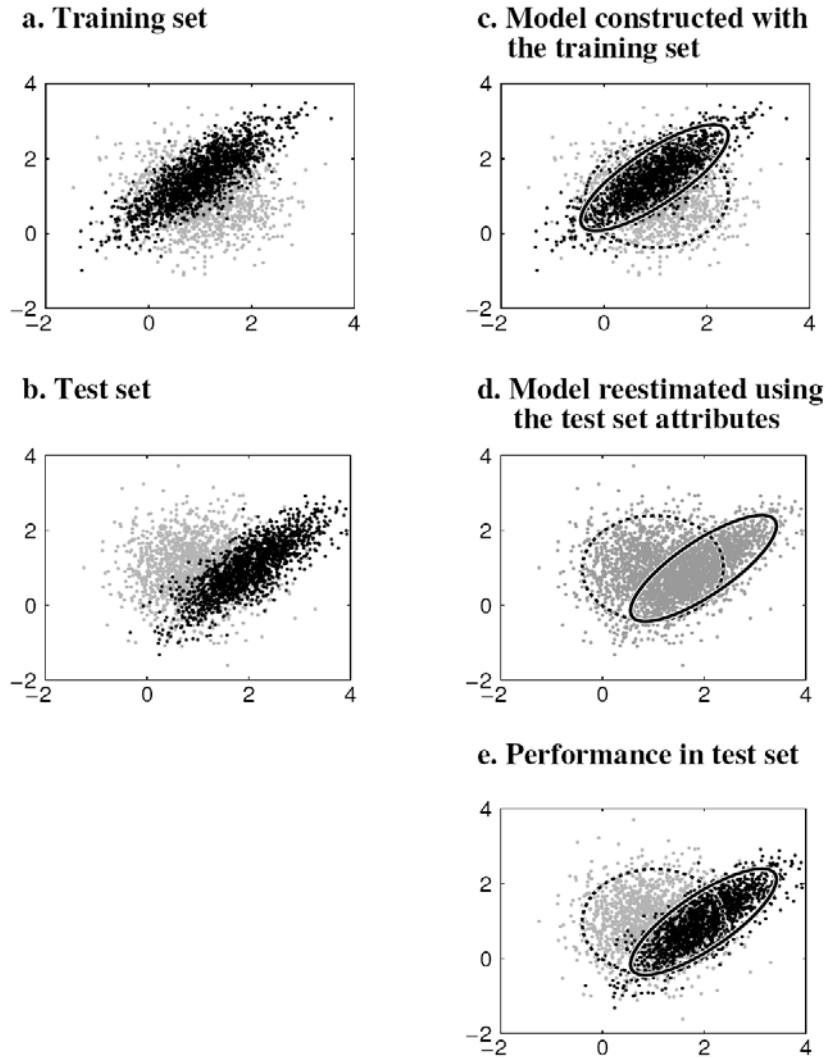 a. Training set
4
2
0
−2
−2 0 2 4
c. Model constructed with
the training set
4
2
0
−2
−2 0 2 4
b. Test set
4
2
0
−2
−2 0 2 4
d. Model reestimated using
the test set attributes
4
2
0
−2
−2 0 2 4
e. Performance in test set
4
2
0
−2
−2 0 2 4